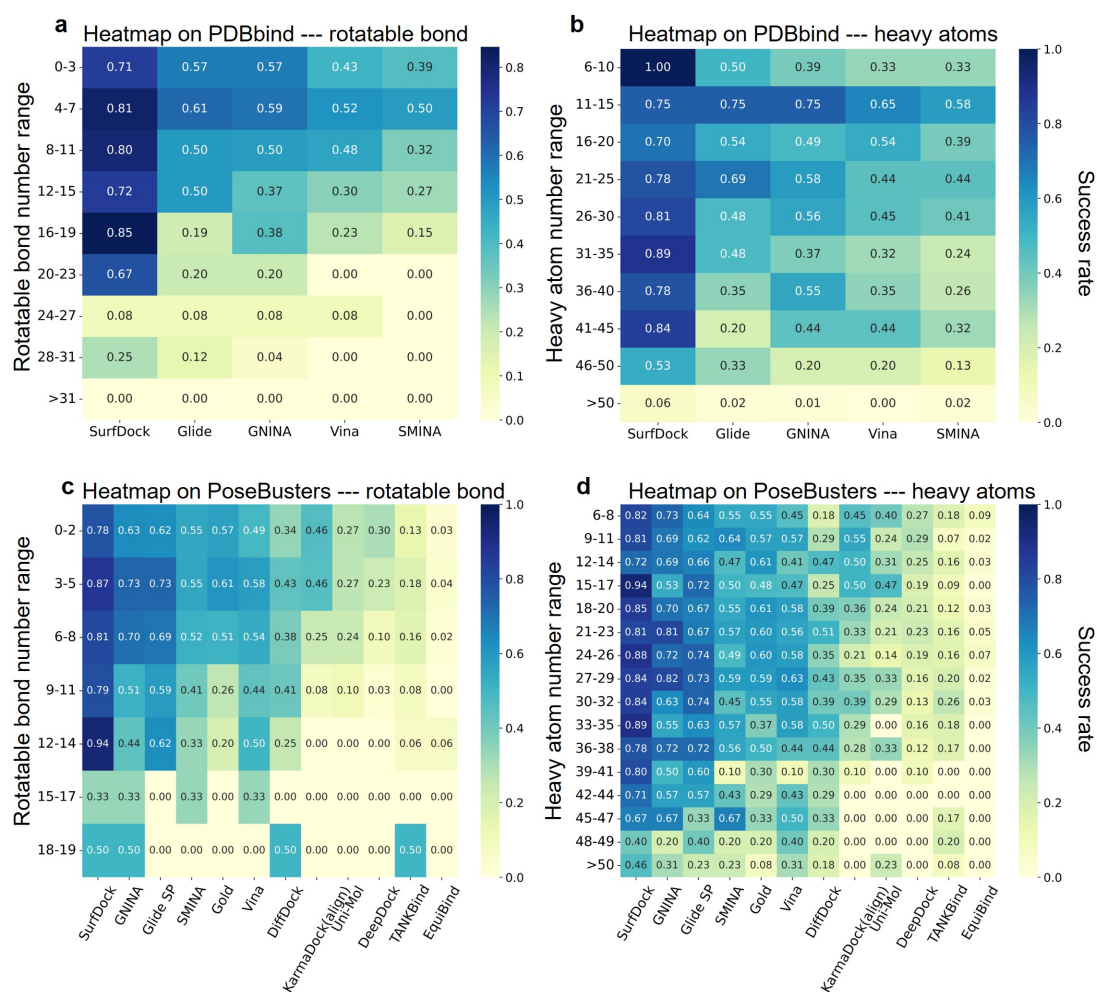 a Heatmap on PDBbind --- rotatable bond
Rotatable bond number range
0-3 0.71 0.57 0.57 0.43 0.39
4-7 0.81 0.61 0.59 0.52 0.50
8-11 0.80 0.50 0.50 0.48 0.32
12-15 0.72 0.50 0.37 0.30 0.27
16-19 0.85 0.19 0.38 0.23 0.15
20-23 0.67 0.20 0.20 0.00 0.00
24-27 0.08 0.08 0.08 0.08 0.00
28-31 0.25 0.12 0.04 0.00 0.00
>31 0.00 0.00 0.00 0.00 0.00
SurfDock Glide GNINA Vina SMINA
0.8
0.7
0.6
0.5
0.4
0.3
0.2
0.1
0.0
b Heatmap on PDBbind --- heavy atoms
Heavy atom number range
6-10 1.00 0.50 0.39 0.33 0.33
11-15 0.75 0.75 0.75 0.65 0.58
16-20 0.70 0.54 0.49 0.54 0.39
21-25 0.78 0.69 0.58 0.44 0.44
26-30 0.81 0.48 0.56 0.45 0.41
31-35 0.89 0.48 0.37 0.32 0.24
36-40 0.78 0.35 0.55 0.35 0.26
41-45 0.84 0.20 0.44 0.44 0.32
46-50 0.53 0.33 0.20 0.20 0.13
>50 0.06 0.02 0.01 0.00 0.02
SurfDock Glide GNINA Vina SMINA
1.0
0.8
0.6
0.4
0.2
0.0
Success rate
c Heatmap on PoseBusters --- rotatable bond
Rotatable bond number range
0-2 0.78 0.63 0.62 0.55 0.57 0.49 0.34 0.46 0.27 0.30 0.13 0.03
3-5 0.87 0.73 0.73 0.55 0.61 0.58 0.43 0.46 0.27 0.23 0.18 0.04
6-8 0.81 0.70 0.69 0.52 0.51 0.54 0.38 0.25 0.24 0.10 0.16 0.02
9-11 0.79 0.51 0.59 0.41 0.26 0.44 0.41 0.08 0.10 0.03 0.08 0.00
12-14 0.94 0.44 0.62 0.33 0.20 0.50 0.25 0.00 0.00 0.00 0.06 0.06
15-17 0.33 0.33 0.00 0.33 0.00 0.33 0.00 0.00 0.00 0.00 0.00 0.00
18-19 0.50 0.50 0.00 0.00 0.00 0.00 0.50 0.00 0.00 0.00 0.50 0.00
SurfDock GNINA Glide SP SMINA Gold Vina DiffDock KarmaDock(align) Uni-Mol DeepDock TANKBind EquiBind
1.0
0.8
0.6
0.4
0.2
0.0
d Heatmap on PoseBusters --- heavy atoms
Heavy atom number range
6-8 0.82 0.73 0.64 0.55 0.55 0.45 0.18 0.45 0.40 0.27 0.18 0.09
9-11 0.81 0.69 0.62 0.64 0.57 0.57 0.29 0.55 0.24 0.29 0.07 0.02
12-14 0.72 0.69 0.66 0.47 0.61 0.41 0.47 0.50 0.31 0.25 0.16 0.03
15-17 0.94 0.55 0.72 0.50 0.48 0.47 0.25 0.50 0.47 0.19 0.09 0.00
18-20 0.85 0.70 0.67 0.55 0.61 0.58 0.39 0.36 0.24 0.21 0.12 0.03
21-23 0.81 0.81 0.67 0.57 0.60 0.56 0.51 0.33 0.21 0.23 0.16 0.05
24-26 0.88 0.72 0.74 0.49 0.60 0.58 0.35 0.21 0.14 0.19 0.16 0.07
27-29 0.84 0.82 0.73 0.59 0.59 0.63 0.43 0.35 0.33 0.16 0.20 0.02
30-32 0.84 0.63 0.74 0.45 0.55 0.58 0.39 0.26 0.29 0.13 0.26 0.03
33-35 0.89 0.55 0.63 0.57 0.37 0.58 0.50 0.29 0.00 0.16 0.18 0.00
36-38 0.78 0.72 0.72 0.56 0.50 0.44 0.44 0.28 0.33 0.12 0.17 0.00
39-41 0.80 0.50 0.60 0.10 0.30 0.10 0.30 0.10 0.00 0.10 0.00 0.00
42-44 0.71 0.57 0.57 0.43 0.29 0.43 0.29 0.00 0.00 0.00 0.00 0.00
45-47 0.67 0.67 0.33 0.67 0.33 0.50 0.33 0.00 0.00 0.00 0.17 0.00
48-49 0.40 0.20 0.40 0.20 0.20 0.40 0.20 0.00 0.00 0.00 0.20 0.00
>50 0.46 0.31 0.23 0.23 0.08 0.31 0.18 0.00 0.23 0.00 0.08 0.00
SurfDock GNINA Glide SP SMINA Gold Vina DiffDock KarmaDock(align) Uni-Mol DeepDock TANKBind EquiBind
1.0
0.8
0.6
0.4
0.2
0.0
Success rate